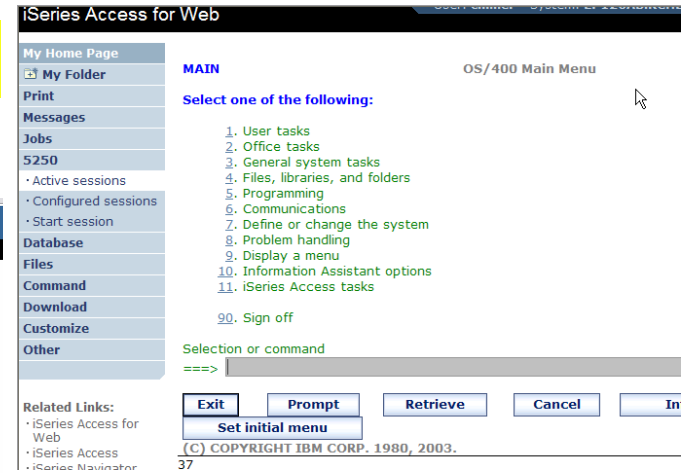 iSeries Access for Web
My Home Page
My Folder
Print
Messages
Jobs
5250
· Active sessions
· Configured sessions
· Start session
Database
Files
Command
Download
Customize
Other
Related Links:
· iSeries Access for
Web
· iSeries Access
· iSeries Navigator
MAIN OS/400 Main Menu
Select one of the following:
1. User tasks
2. Office tasks
3. General system tasks
4. Files, libraries, and folders
5. Programming
6. Communications
7. Define or change the system
8. Problem handling
9. Display a menu
10. Information Assistant options
11. iSeries Access tasks
90. Sign off
Selection or command
===>
Exit Prompt Retrieve Cancel
Set initial menu
(C) COPYRIGHT IBM CORP. 1980, 2003.
37